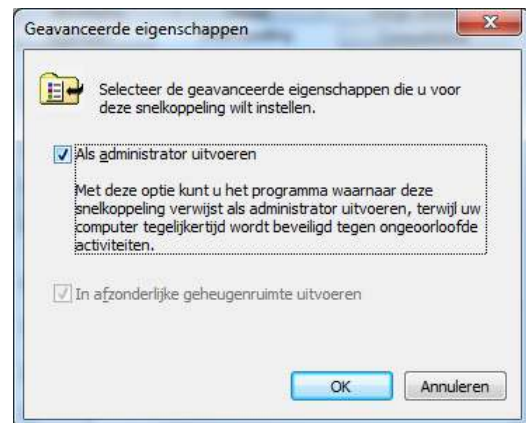 Geavanceerde eigenschappen
Selecteer de geavanceerde eigenschappen die u voor
deze snelkoppeling wilt instellen.
Als administrator uitvoeren
Met deze optie kunt u het programma waarnaar deze
snelkoppeling verwijst als administrator uitvoeren, terwijl uw
computer tegelijkertijd wordt beveiligd tegen ongeoorloofde
activiteiten.
In afzonderlijke geheugenruimte uitvoeren
OK
Annuleren